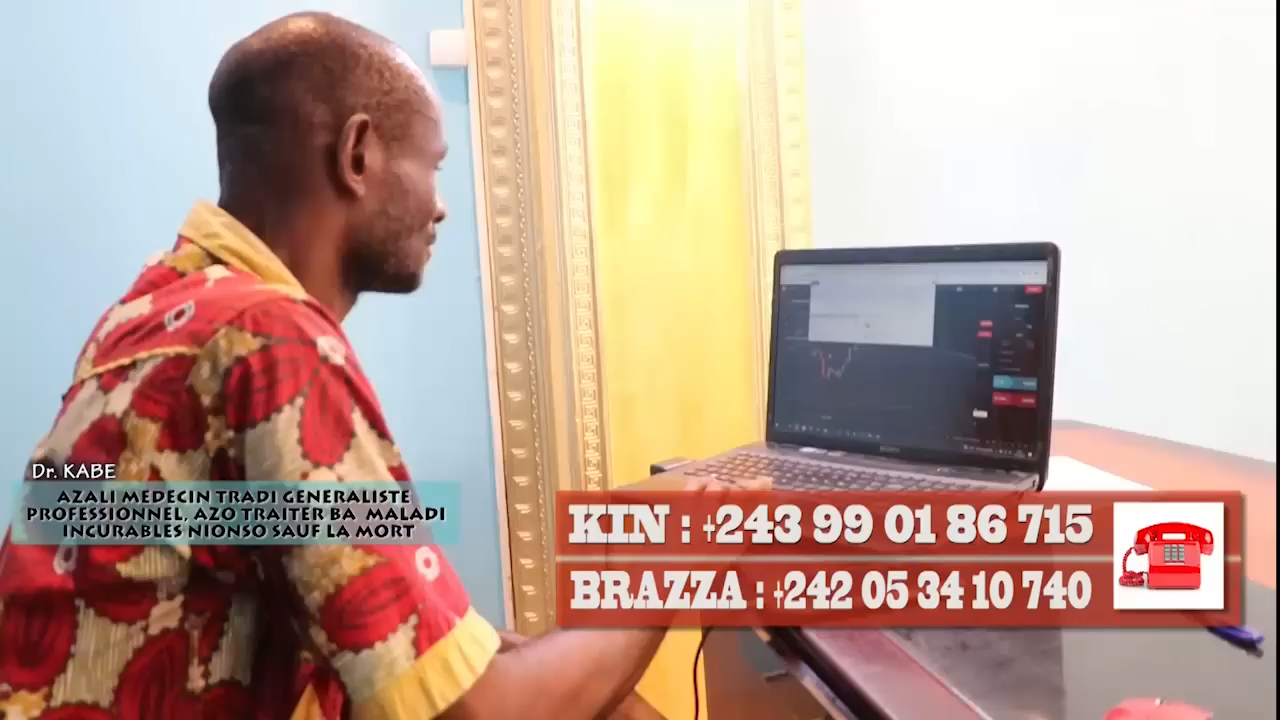 Dr. KABE
AZALI MEDECIN TRADI GENERALISTE
PROFESSIONNEL, AZO TRAITER BA MALADI
INCURABLES NIONSO SAUF LA MORT
KIN : +243 99 01 86 715
BRAZZA : +242 05 34 10 740